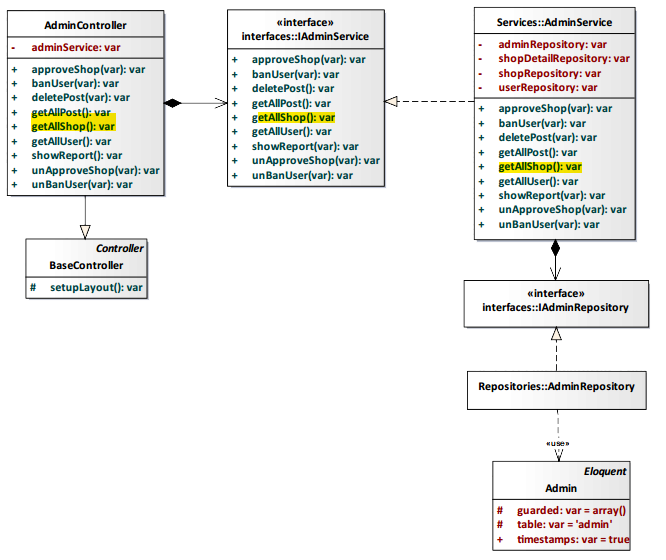 AdminController
- adminService: var
+ approveShop(var): var
+ banUser(var): var
+ deletePost(var): var
+ getAllPost(): var
+ getAllShop(): var
+ getAllUser(): var
+ showReport(): var
+ unApproveShop(var): var
+ unBanUser(var): var
«interface»
interfaces::IAdminService
+ approveShop(var): var
+ banUser(var): var
+ deletePost(): var
+ getAllPost(): var
+ getAllShop(): var
+ getAllUser(): var
+ showReport(var): var
+ unApproveShop(): var
+ unBanUser(var): var
Services::AdminService
- adminRepository: var
- shopDetailRepository: var
- shopRepository: var
- userRepository: var
+ approveShop(var): var
+ banUser(var): var
+ deletePost(var): var
+ getAllPost(): var
+ getAllShop(): var
+ getAllUser(): var
+ showReport(var): var
+ unApproveShop(var): var
+ unBanUser(var): var
Controller
BaseController
# setupLayout(): var
«interface»
interfaces::IAdminRepository
Repositories::AdminRepository
«use»
Eloquent
Admin
# guarded: var = array()
# table: var = 'admin'
+ timestamps: var = true